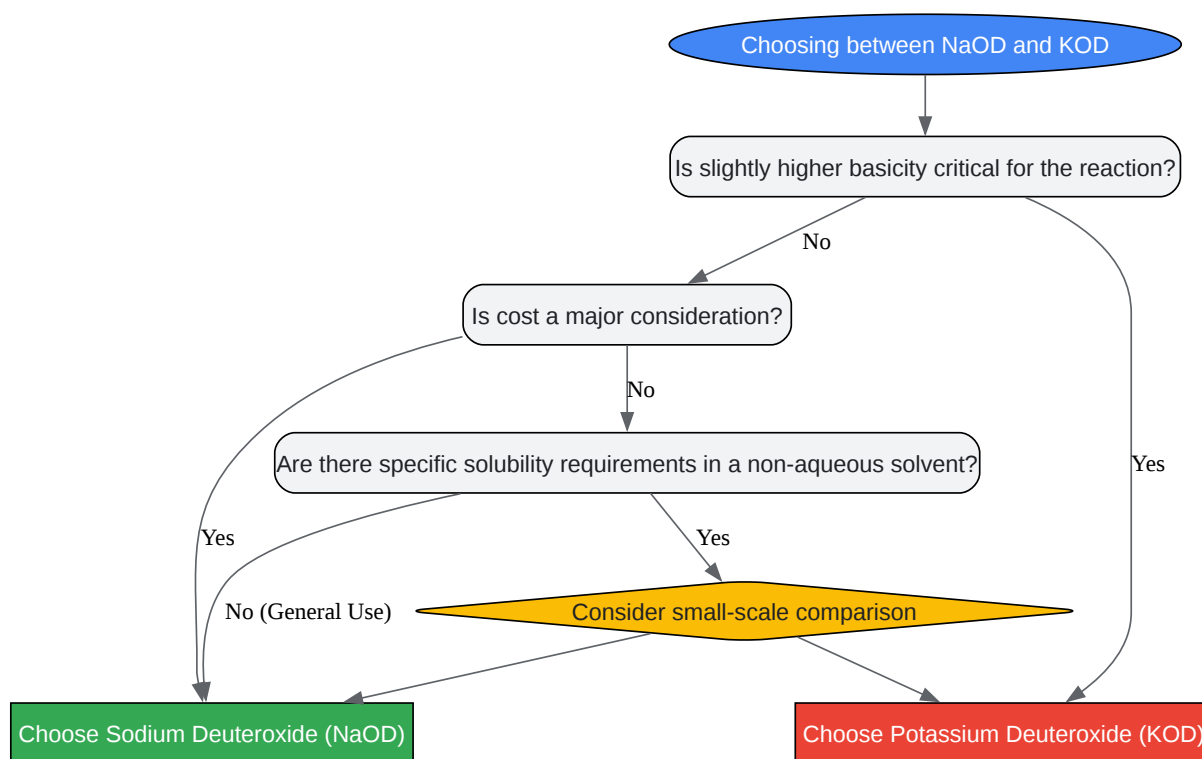 Choosing between NaOD and KOD
Is slightly higher basicity critical for the reaction?
No
Is cost a major consideration?
No
Are there specific solubility requirements in a non-aqueous solvent?
Yes
Yes
Yes
No (General Use)
Consider small-scale comparison
Choose Sodium Deuteroxide (NaOD)
Choose Potassium Deuteroxide (KOD)